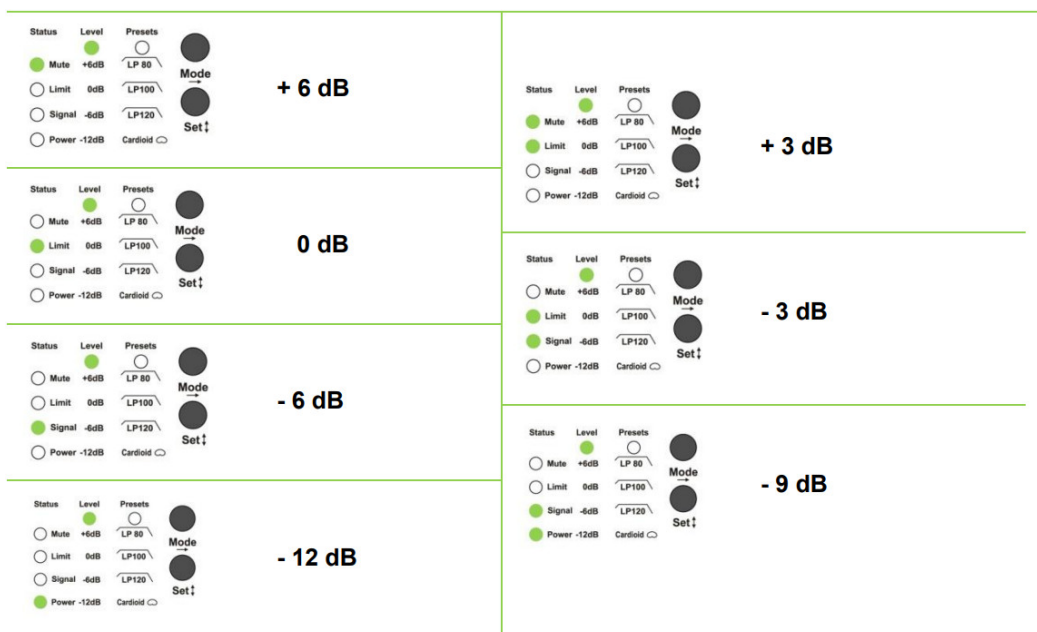 Status Level Presets
Mute +6dB LP 80
Mode
Limit 0dB LP100
Signal -6dB LP120
Set
Power -12dB Cardioid
+ 6 dB
Status Level Presets
Mute +6dB LP 80
Mode
Limit 0dB LP100
Signal -6dB LP120
Set
Power -12dB Cardioid
0 dB
Status Level Presets
Mute +6dB LP 80
Mode
Limit 0dB LP100
Signal -6dB LP120
Set
Power -12dB Cardioid
- 6 dB
Status Level Presets
Mute +6dB LP 80
Mode
Limit 0dB LP100
Signal -6dB LP120
Set
Power -12dB Cardioid
- 12 dB
Status Level Presets
Mute +6dB LP 80
Mode
Limit 0dB LP100
Signal -6dB LP120
Set
Power -12dB Cardioid
+ 3 dB
Status Level Presets
Mute +6dB LP 80
Mode
Limit 0dB LP100
Signal -6dB LP120
Set
Power -12dB Cardioid
- 3 dB
Status Level Presets
Mute +6dB LP 80
Mode
Limit 0dB LP100
Signal -6dB LP120
Set
Power -12dB Cardioid
- 9 dB